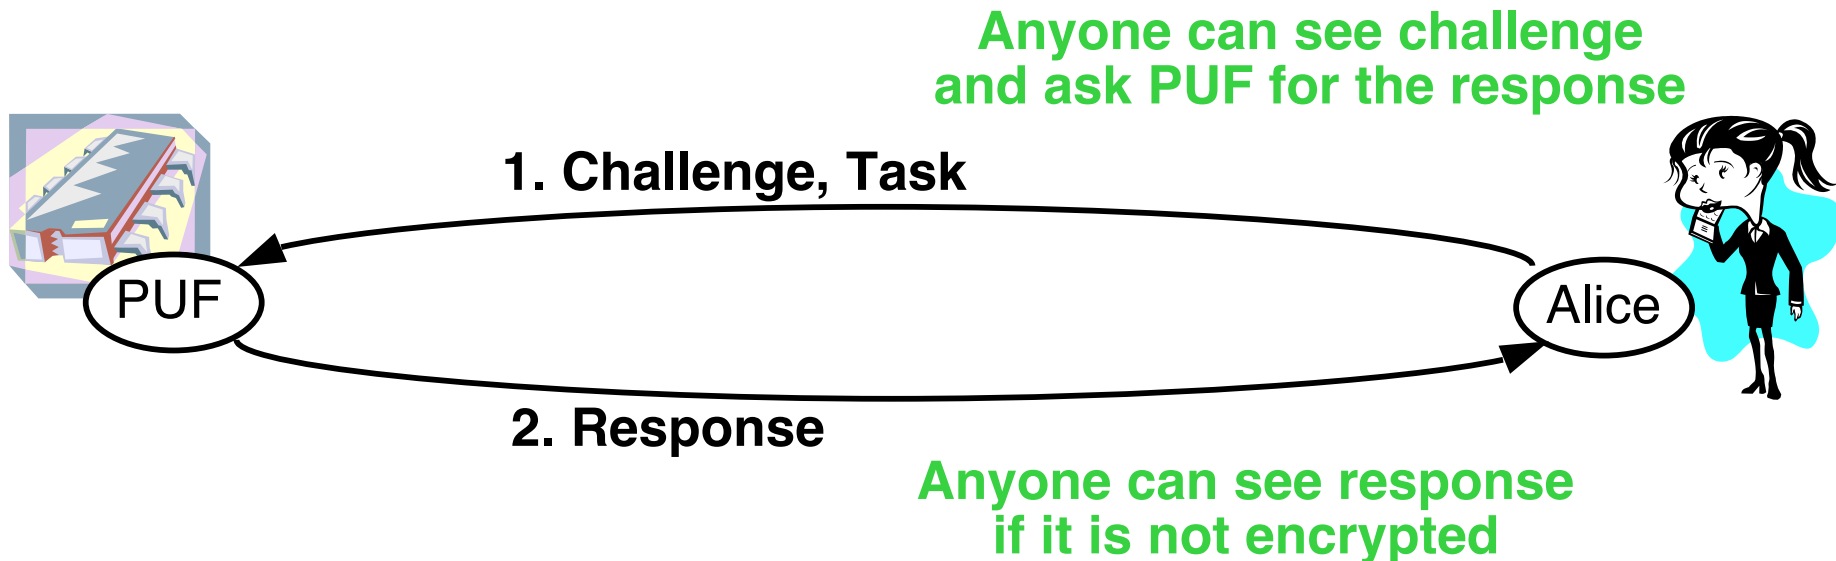 Anyone can see challenge
and ask PUF for the response
1. Challenge, Task
PUF
Alice
2. Response
Anyone can see response
if it is not encrypted